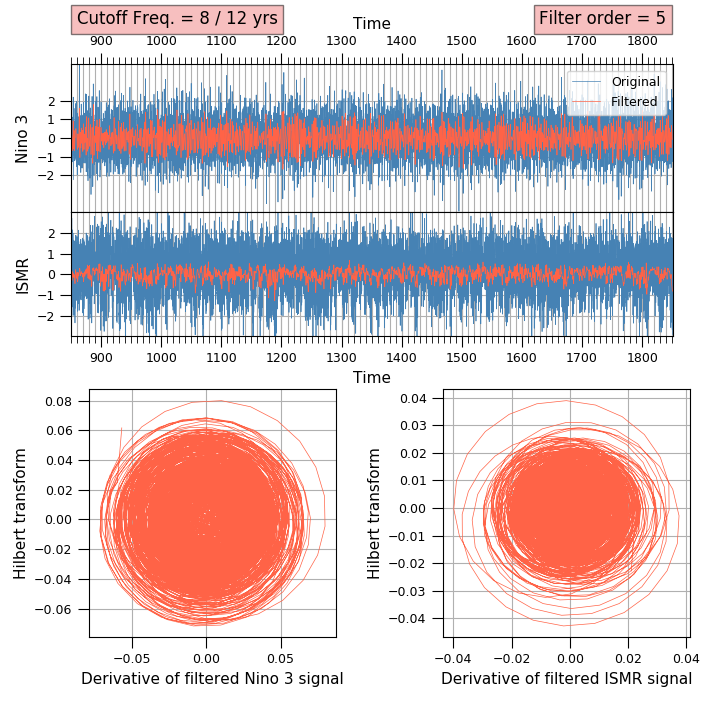 Cutoff Freq. = 8 / 12 yrs
Time
Filter order = 5
900 1000 1100 1200 1300 1400 1500 1600 1700 1800
Original
Filtered
Nino 3
2
1
0
−1
−2
ISMR
2
1
0
−1
−2
900 1000 1100 1200 1300 1400 1500 1600 1700 1800
Time
Hilbert transform
0.08
0.06
0.04
0.02
0.00
−0.02
−0.04
−0.06
−0.05 0.00 0.05
Derivative of filtered Nino 3 signal
Hilbert transform
0.04
0.03
0.02
0.01
0.00
−0.01
−0.02
−0.03
−0.04
−0.04 −0.02 0.00 0.02 0.04
Derivative of filtered ISMR signal